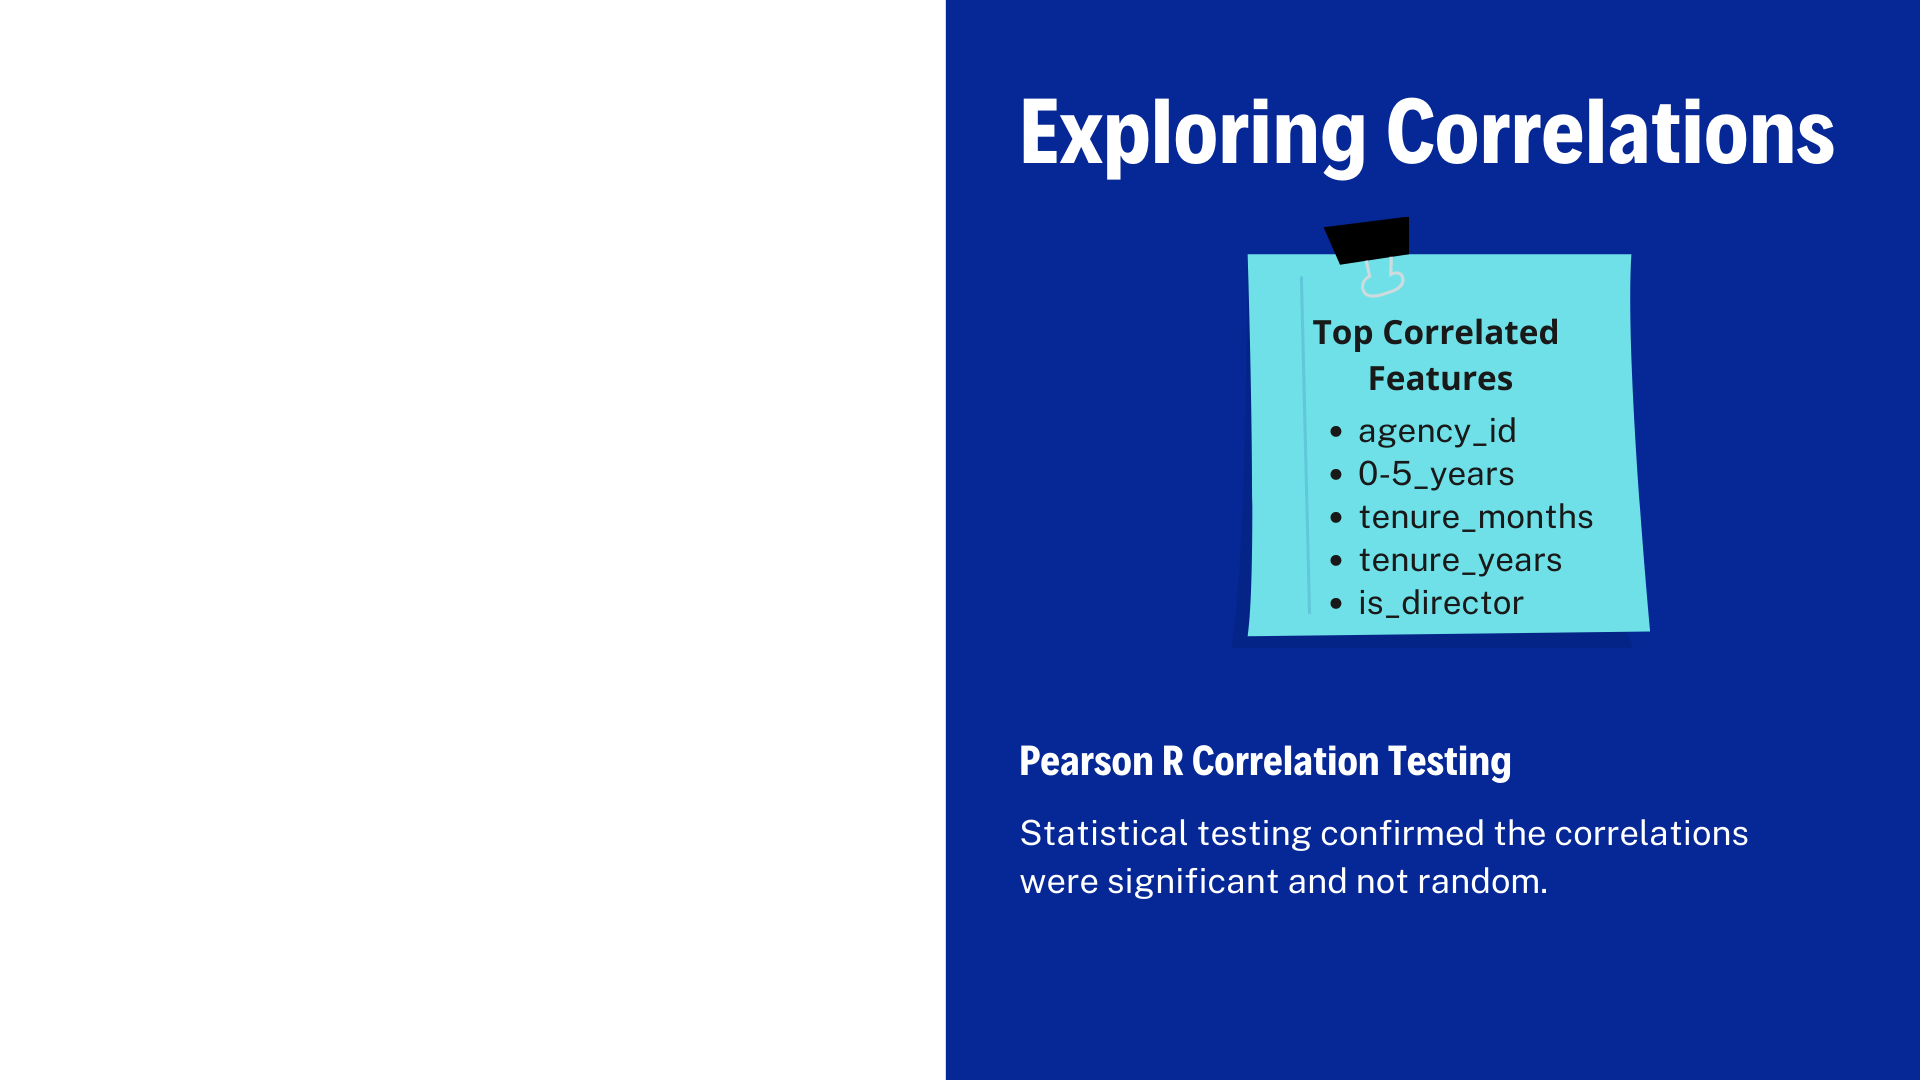 Exploring Correlations
Top Correlated
Features
• agency_id
• 0-5_years
• tenure_months
• tenure_years
• is_director
Pearson R Correlation Testing
Statistical testing confirmed the correlations
were significant and not random.